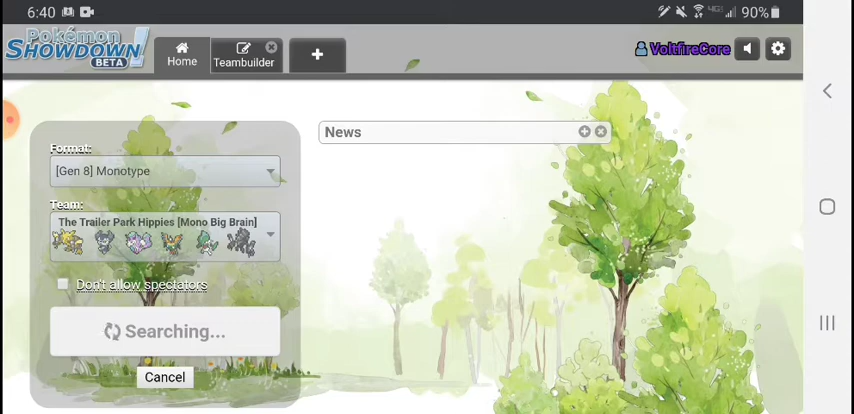 6:40
4G
90%
Pokémon
SHOWDOWN!
BETA
Home
Teambuilder
VoltfireCore
Format:
[Gen 8] Monotype
Team:
The Trailer Park Hippies [Mono Big Brain]
Don't allow spectators
Searching...
Cancel
News